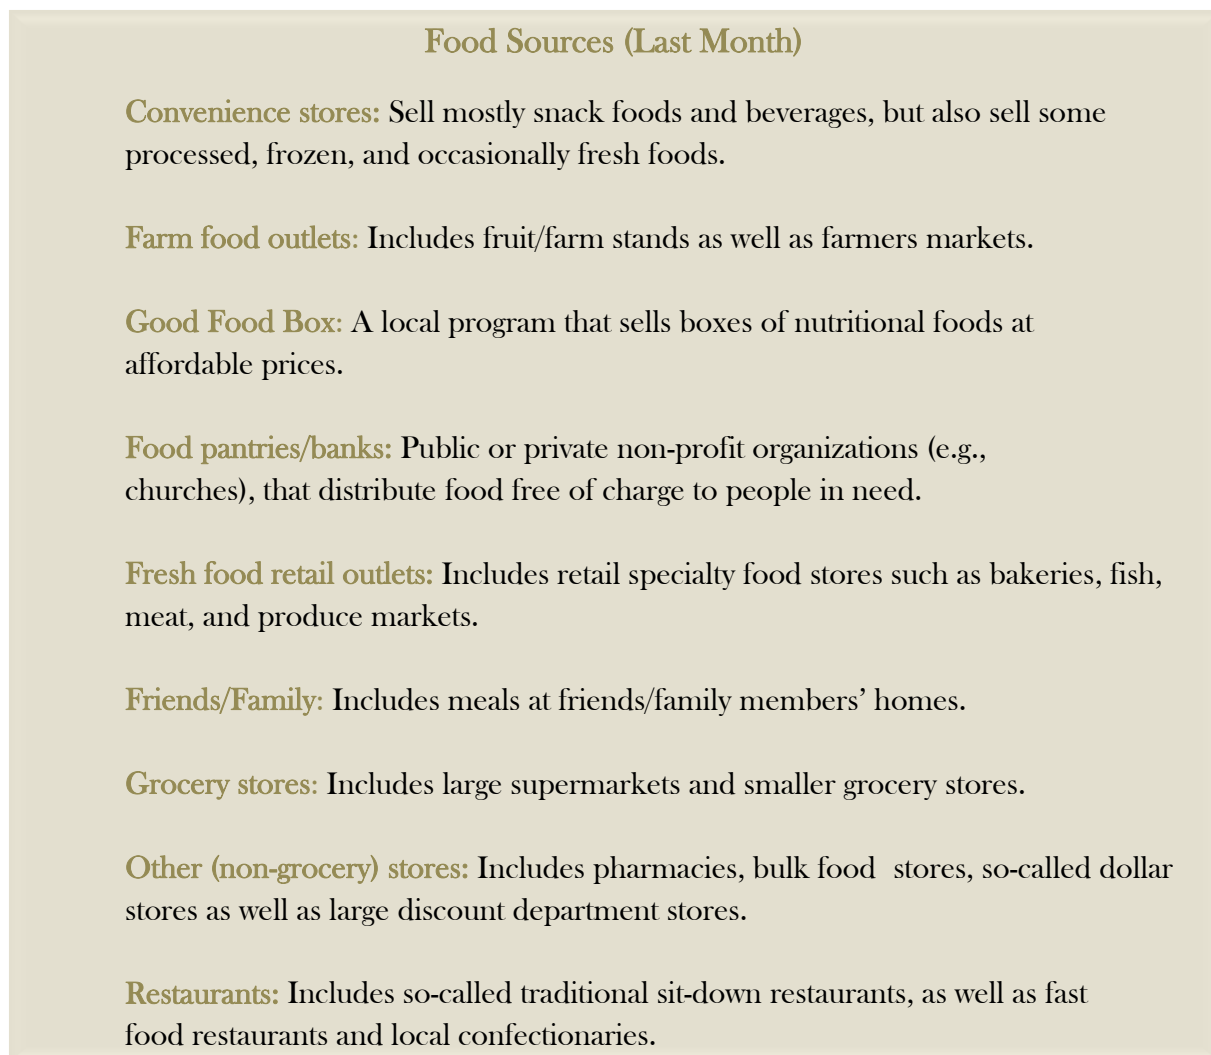 Food Sources (Last Month)
Convenience stores: Sell mostly snack foods and beverages, but also sell some
processed, frozen, and occasionally fresh foods.
Farm food outlets: Includes fruit/farm stands as well as farmers markets.
Good Food Box: A local program that sells boxes of nutritional foods at
affordable prices.
Food pantries/banks: Public or private non-profit organizations (e.g.,
churches), that distribute food free of charge to people in need.
Fresh food retail outlets: Includes retail specialty food stores such as bakeries, fish,
meat, and produce markets.
Friends/Family: Includes meals at friends/family members’ homes.
Grocery stores: Includes large supermarkets and smaller grocery stores.
Other (non-grocery) stores: Includes pharmacies, bulk food  stores, so-called dollar
stores as well as large discount department stores.
Restaurants: Includes so-called traditional sit-down restaurants, as well as fast
food restaurants and local confectionaries.